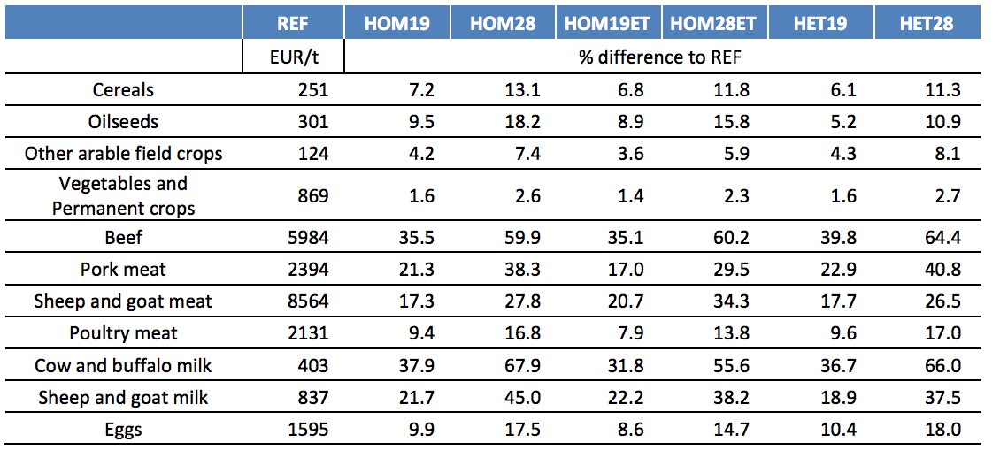 REF HOM19 HOM28 HOM19ET HOM28ET HET19 HET28
EUR/t % difference to REF
Cereals 251 7.2 13.1 6.8 11.8 6.1 11.3
Oilseeds 301 9.5 18.2 8.9 15.8 5.2 10.9
Other arable field crops 124 4.2 7.4 3.6 5.9 4.3 8.1
Vegetables and
Permanent crops 869 1.6 2.6 1.4 2.3 1.6 2.7
Beef 5984 35.5 59.9 35.1 60.2 39.8 64.4
Pork meat 2394 21.3 38.3 17.0 29.5 22.9 40.8
Sheep and goat meat 8564 17.3 27.8 20.7 34.3 17.7 26.5
Poultry meat 2131 9.4 16.8 7.9 13.8 9.6 17.0
Cow and buffalo milk 403 37.9 67.9 31.8 55.6 36.7 66.0
Sheep and goat milk 837 21.7 45.0 22.2 38.2 18.9 37.5
Eggs 1595 9.9 17.5 8.6 14.7 10.4 18.0